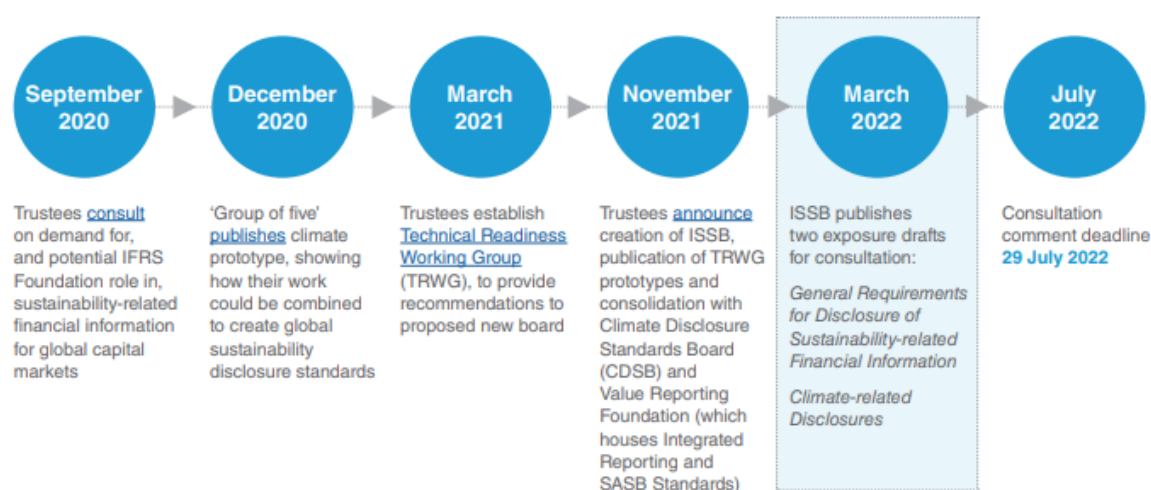 September
2020
December
2020
March
2021
November
2021
March
2022
July
2022
Trustees consult
on demand for,
and potential IFRS
Foundation role in,
sustainability-related
financial information
for global capital
markets
‘Group of five’
publishes climate
prototype, showing
how their work
could be combined
to create global
sustainability
disclosure standards
Trustees establish
Technical Readiness
Working Group
(TRWG), to provide
recommendations to
proposed new board
Trustees announce
creation of ISSB,
publication of TRWG
prototypes and
consolidation with
Climate Disclosure
Standards Board
(CDSB) and
Value Reporting
Foundation (which
houses Integrated
Reporting and
SASB Standards)
ISSB publishes
two exposure drafts
for consultation:
General Requirements
for Disclosure of
Sustainability-related
Financial Information
Climate-related
Disclosures
Consultation
comment deadline
29 July 2022